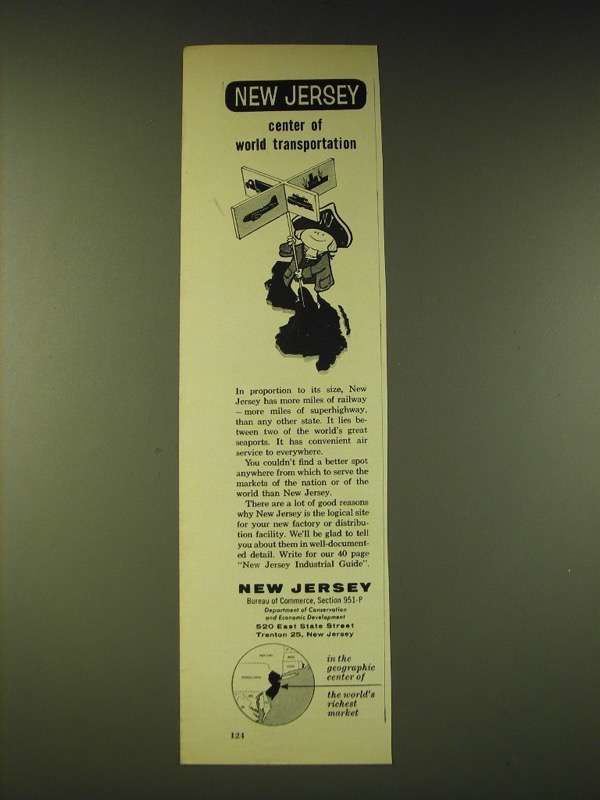 NEW JERSEY
center of
world transportation
In proportion to its size, New
Jersey has more miles of railway
– more miles of superhighway,
than any other state. It lies be-
tween two of the world's great
seaports. It has convenient air
service to everywhere.
You couldn't find a better spot
anywhere from which to serve the
markets of the nation or of the
world than New Jersey.
There are a lot of good reasons
why New Jersey is the logical site
for your new factory or distribu-
tion facility. We'll be glad to tell
you about them in well-document-
ed detail. Write for our 40 page
"New Jersey Industrial Guide".
NEW JERSEY
Bureau of Commerce, Section 951-P
Department of Conservation
and Economic Development
520 East State Street
Trenton 25, New Jersey
in the
geographic
center of
the world's
richest
market
124